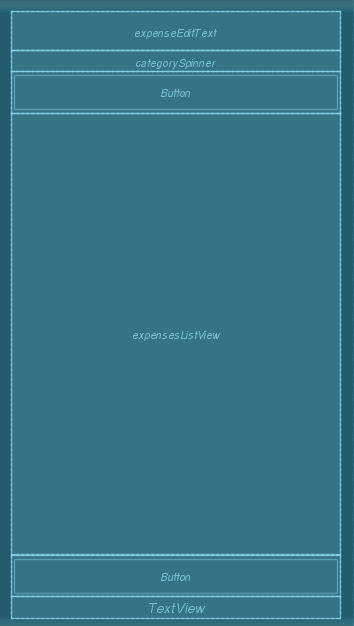 expenseEditText
categorySpinner
Button
expensesListView
Button
TextView